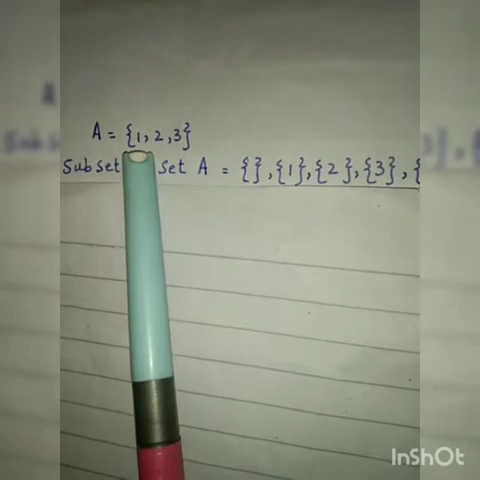 A = {1, 2, 3}
Subset Set A = {}, {1}, {2}, {3}, {
InShOt